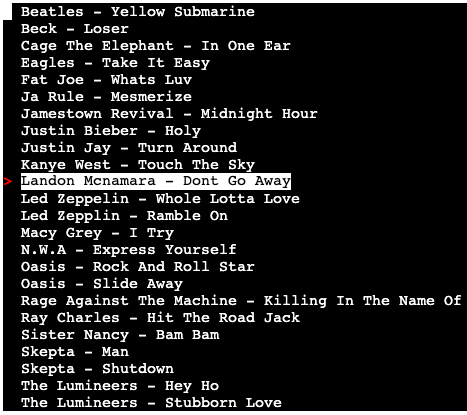 Beatles - Yellow Submarine
Beck - Loser
Cage The Elephant - In One Ear
Eagles - Take It Easy
Fat Joe - Whats Luv
Ja Rule - Mesmerize
Jamestown Revival - Midnight Hour
Justin Bieber - Holy
Justin Jay - Turn Around
Kanye West - Touch The Sky
> Landon Mcnamara - Dont Go Away
Led Zeppelin - Whole Lotta Love
Led Zepplin - Ramble On
Macy Grey - I Try
N.W.A - Express Yourself
Oasis - Rock And Roll Star
Oasis - Slide Away
Rage Against The Machine - Killing In The Name Of
Ray Charles - Hit The Road Jack
Sister Nancy - Bam Bam
Skepta - Man
Skepta - Shutdown
The Lumineers - Hey Ho
The Lumineers - Stubborn Love